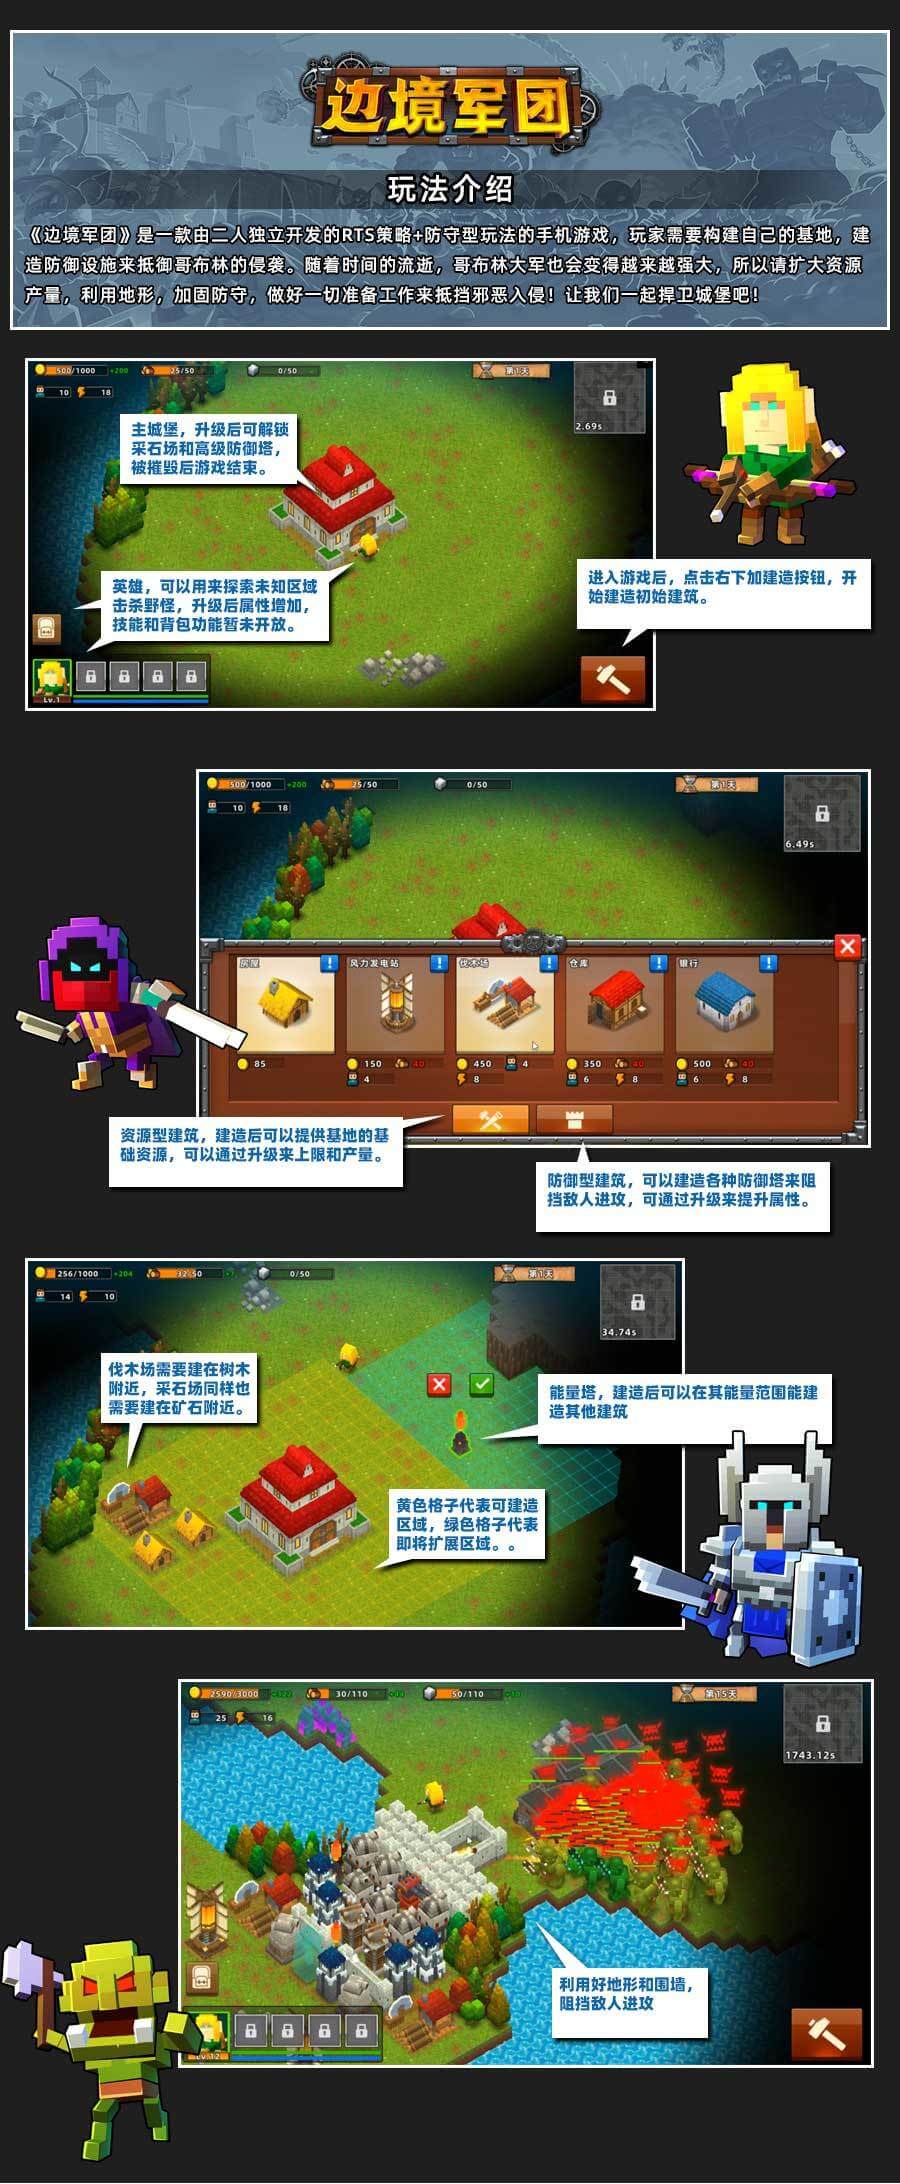 边境军团
玩法介绍
《边境军团》是一款由二人独立开发的RTS策略+防守型玩法的手机游戏，玩家需要构建自己的基地，建
造防御设施来抵御哥布林的侵袭。随着时间的流逝，哥布林大军也会变得越来越强大，所以请扩大资源
产量，利用地形，加固防守，做好一切准备工作来抵挡邪恶入侵！让我们一起捍卫城堡吧！
500/1000 +200 25/50 0/50 第1天
10 18
2.69s
主城堡，升级后可解锁
采石场和高级防御塔，
被摧毁后游戏结束。
英雄，可以用来探索未知区域
击杀野怪，升级后属性增加，
技能和背包功能暂未开放。
进入游戏后，点击右下加建造按钮，开
始建造初始建筑。
Lv.1
500/1000 +200 25/50 0/50 第1天
10 18
6.49s
房屋 风力发电站 伐木场 仓库 银行
85 150 40 450 4 350 40 500 40
4 8 6 8 6 8
资源型建筑，建造后可以提供基地的基
础资源，可以通过升级来上限和产量。
防御型建筑，可以建造各种防御塔来阻
挡敌人进攻，可通过升级来提升属性。
256/1000 +204 32/50 0/50 第1天
14 10
34.74s
伐木场需要建在树木
附近，采石场同样也
需要建在矿石附近。
能量塔，建造后可以在其能量范围能建
造其他建筑
黄色格子代表可建造
区域，绿色格子代表
即将扩展区域。。
2590/3000 30/110 50/110 第15天
25 16
1743.12s
利用好地形和围墙，
阻挡敌人进攻
Lv.12